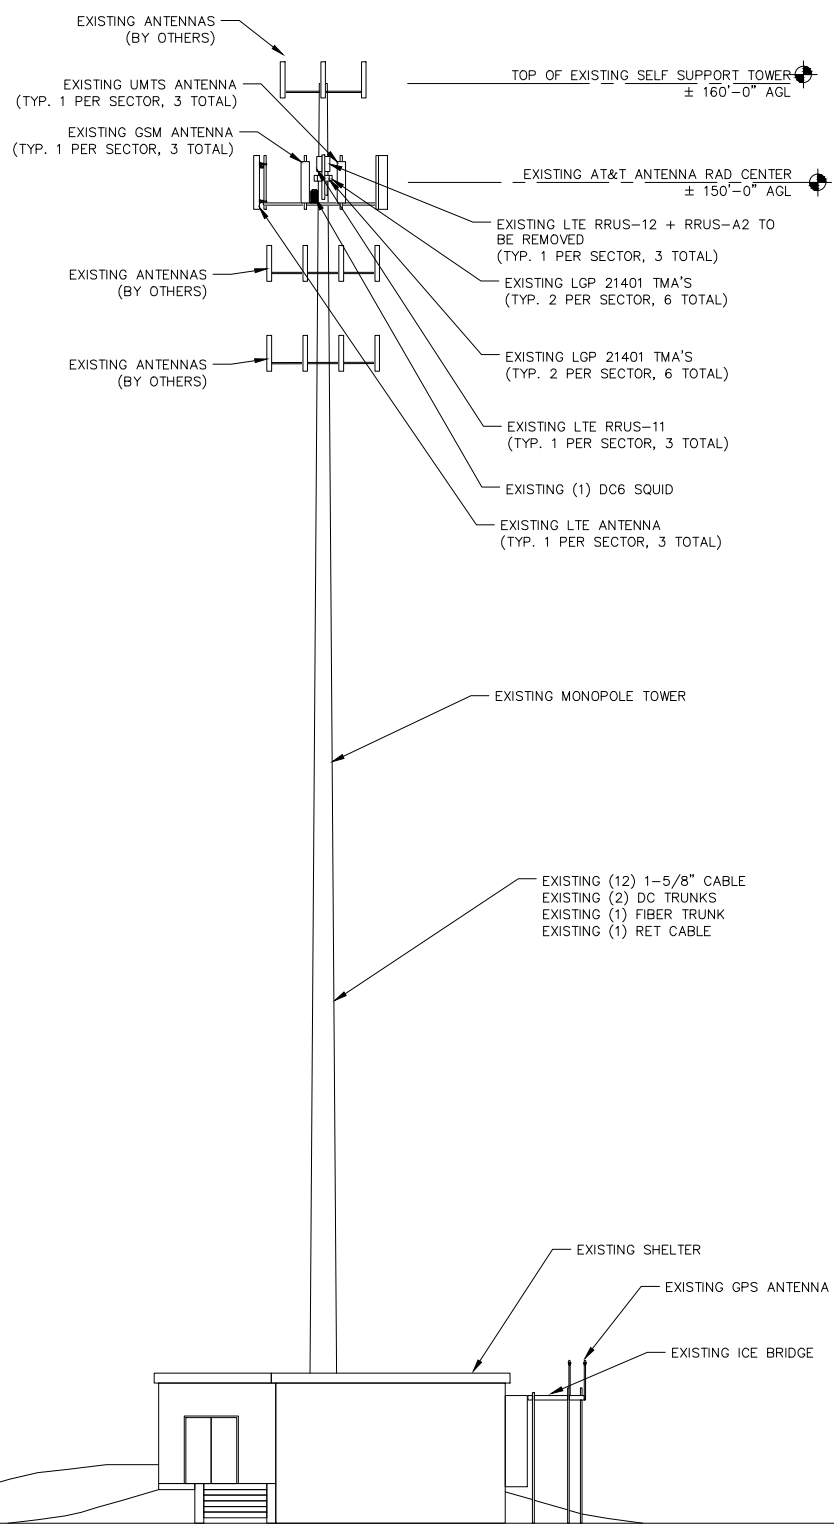 EXISTING ANTENNAS
(BY OTHERS)
TOP OF EXISTING SELF SUPPORT TOWER
± 160'-0" AGL
EXISTING UMTS ANTENNA
(TYP. 1 PER SECTOR, 3 TOTAL)
EXISTING GSM ANTENNA
(TYP. 1 PER SECTOR, 3 TOTAL)
EXISTING AT&T ANTENNA RAD CENTER
± 150'-0" AGL
EXISTING LTE RRUS-12 + RRUS-A2 TO
BE REMOVED
(TYP. 1 PER SECTOR, 3 TOTAL)
EXISTING ANTENNAS
(BY OTHERS)
EXISTING LGP 21401 TMA'S
(TYP. 2 PER SECTOR, 6 TOTAL)
EXISTING ANTENNAS
(BY OTHERS)
EXISTING LGP 21401 TMA'S
(TYP. 2 PER SECTOR, 6 TOTAL)
EXISTING LTE RRUS-11
(TYP. 1 PER SECTOR, 3 TOTAL)
EXISTING (1) DC6 SQUID
EXISTING LTE ANTENNA
(TYP. 1 PER SECTOR, 3 TOTAL)
EXISTING MONOPOLE TOWER
EXISTING (12) 1-5/8" CABLE
EXISTING (2) DC TRUNKS
EXISTING (1) FIBER TRUNK
EXISTING (1) RET CABLE
EXISTING SHELTER
EXISTING GPS ANTENNA
EXISTING ICE BRIDGE